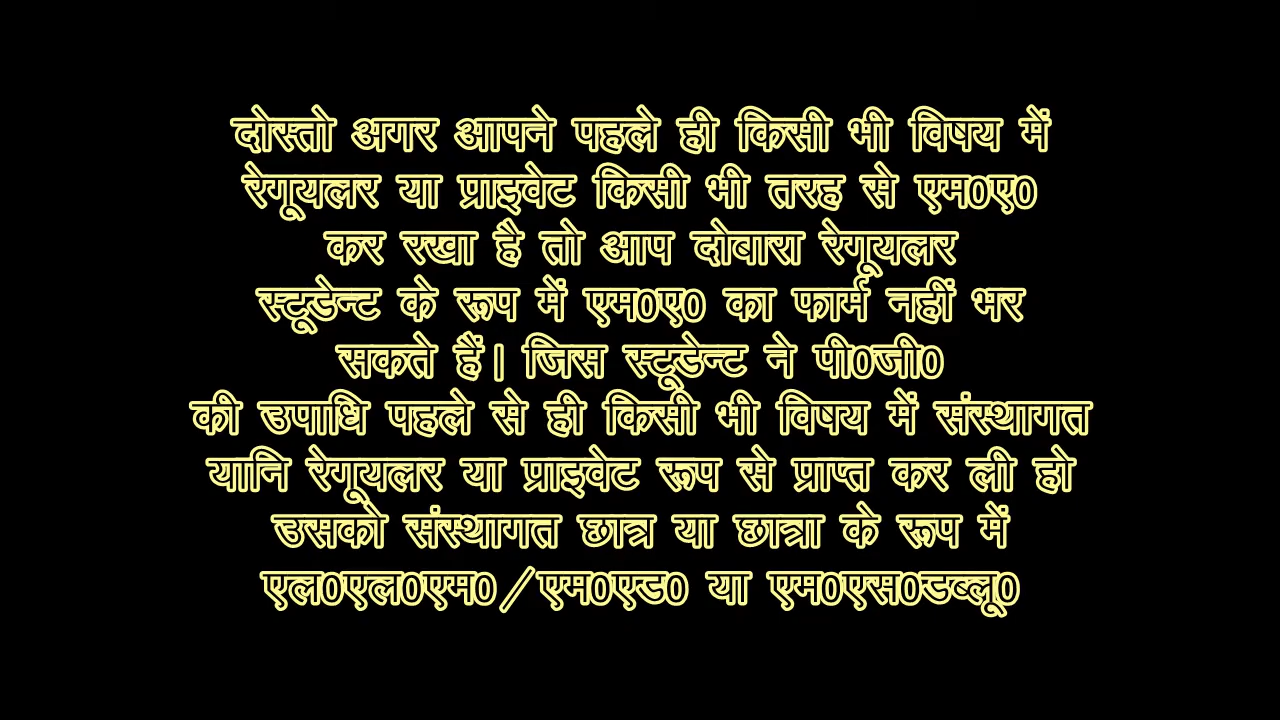 दोस्तो अगर आपने पहले ही किसी भी विषय में
रेगूयलर या प्राइवेट किसी भी तरह से एम0ए0
कर रखा है तो आप दोबारा रेगूयलर
स्टूडेन्ट के रूप में एम0ए0 का फार्म नहीं भर
सकते हैं। जिस स्टूडेन्ट ने पी0जी0
की उपाधि पहले से ही किसी भी विषय में संस्थागत
यानि रेगूयलर या प्राइवेट रूप से प्राप्त कर ली हो
उसको संस्थागत छात्र या छात्रा के रूप में
एल0एल0एम0/एम0एड0 या एम0एस0डब्लू0